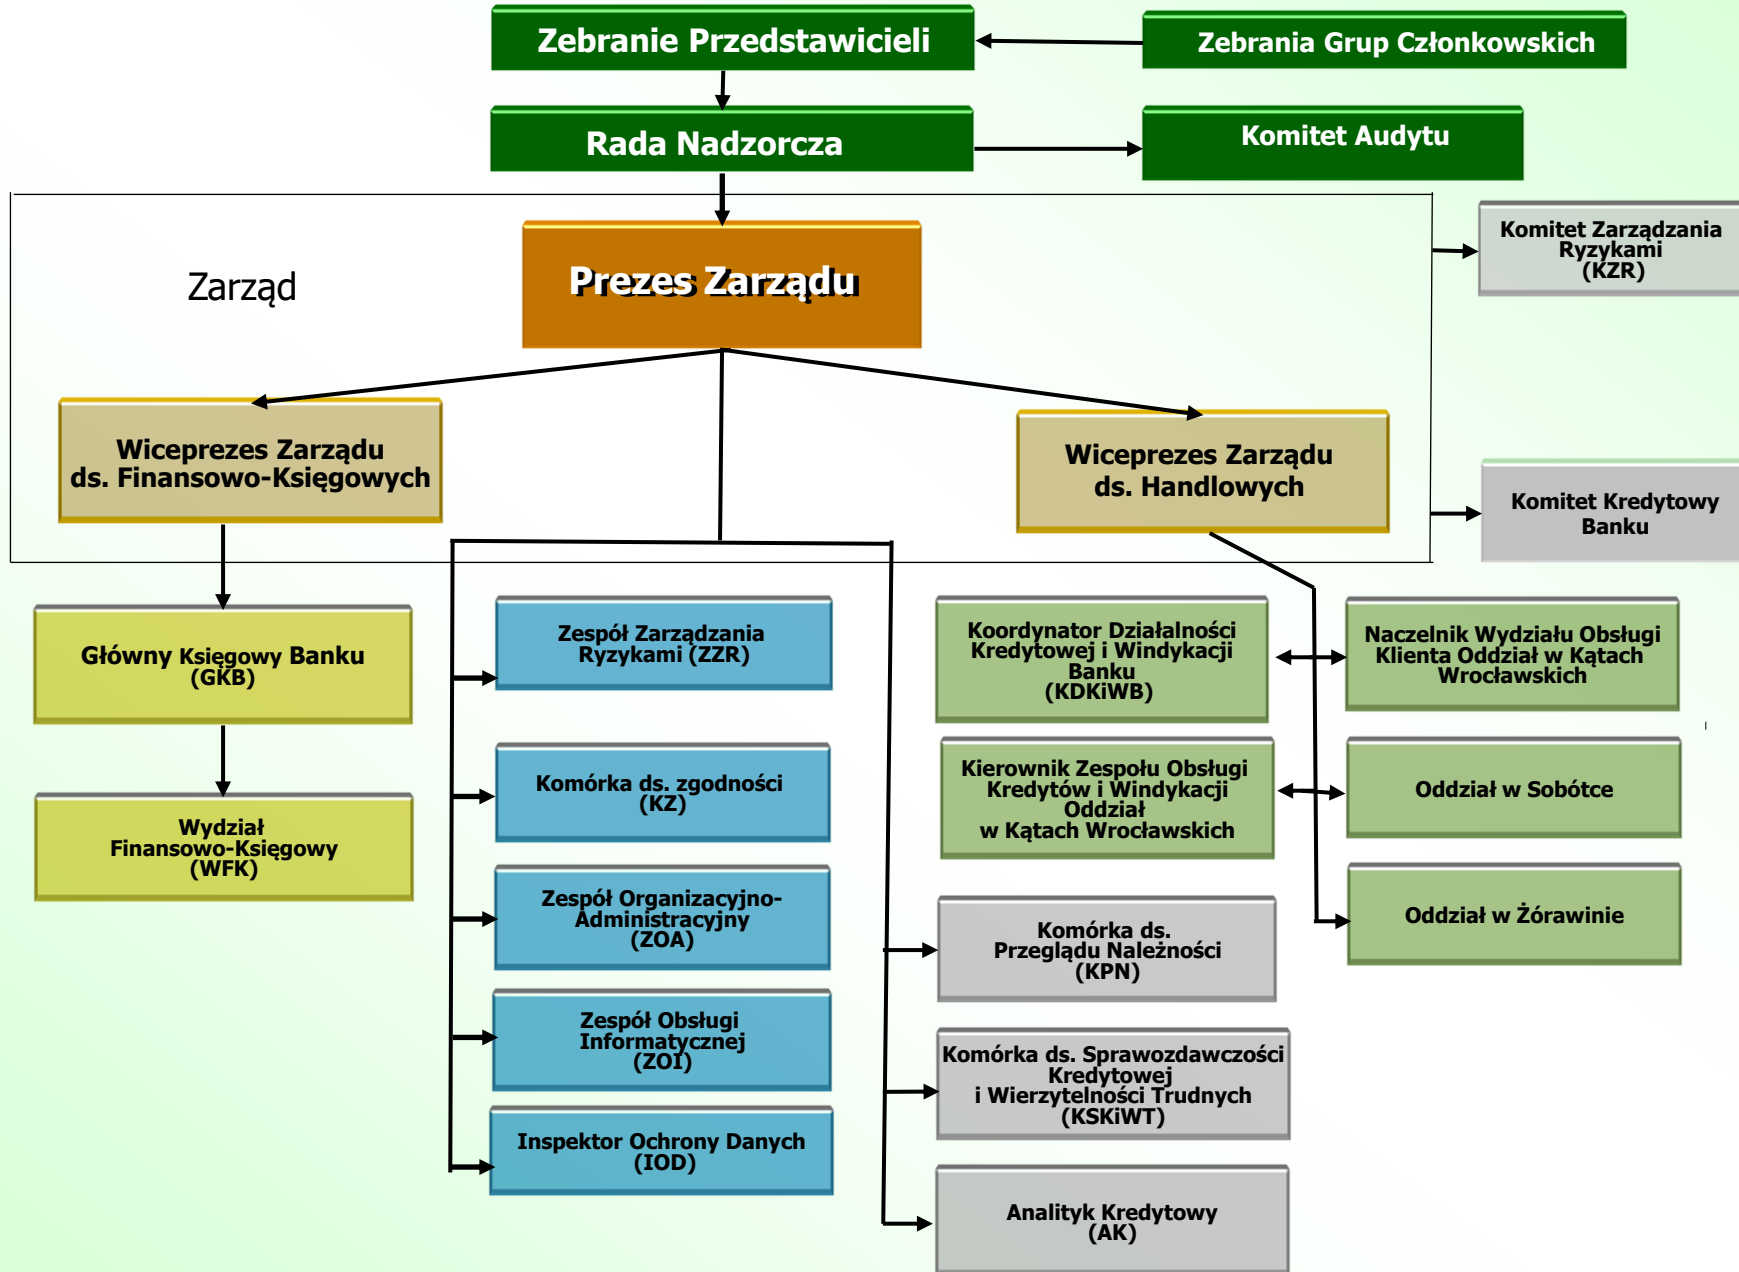 Zebranie Przedstawicieli
Zebrania Grup Członkowskich
Rada Nadzorcza
Komitet Audytu
Zarząd
Prezes Zarządu
Komitet Zarządzania
Ryzykami
(KZR)
Wiceprezes Zarządu
ds. Finansowo-Księgowych
Wiceprezes Zarządu
ds. Handlowych
Komitet Kredytowy
Banku
Główny Księgowy Banku
(GKB)
Wydział
Finansowo-Księgowy
(WFK)
Zespół Zarządzania
Ryzykami (ZZR)
Komórka ds. zgodności
(KZ)
Zespół Organizacyjno-
Administracyjny
(ZOA)
Zespół Obsługi
Informatycznej
(ZOI)
Inspektor Ochrony Danych
(IOD)
Koordynator Działalności
Kredytowej i Windykacji
Banku
(KDKiWB)
Kierownik Zespołu Obsługi
Kredytów i Windykacji
Oddział
w Kątach Wrocławskich
Komórka ds.
Przeglądu Należności
(KPN)
Komórka ds. Sprawozdawczości
Kredytowej
i Wierzytelności Trudnych
(KSKiWT)
Analityk Kredytowy
(AK)
Naczelnik Wydziału Obsługi
Klienta Oddział w Kątach
Wrocławskich
Oddział w Sobótce
Oddział w Żórawinie